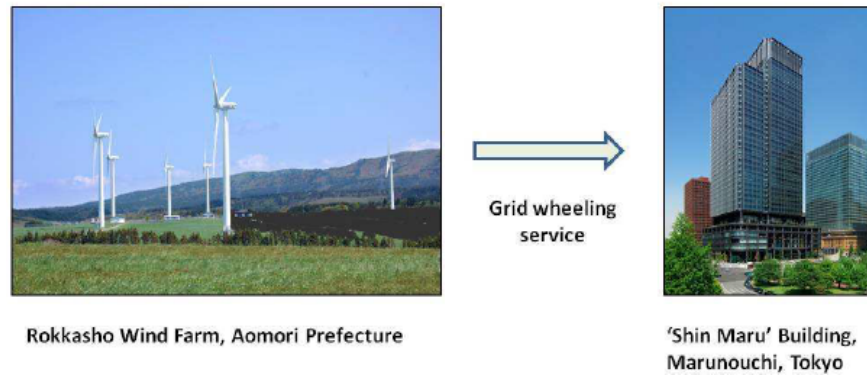 Grid wheeling
service
Rokkasho Wind Farm, Aomori Prefecture
‘Shin Maru’ Building,
Marunouchi, Tokyo